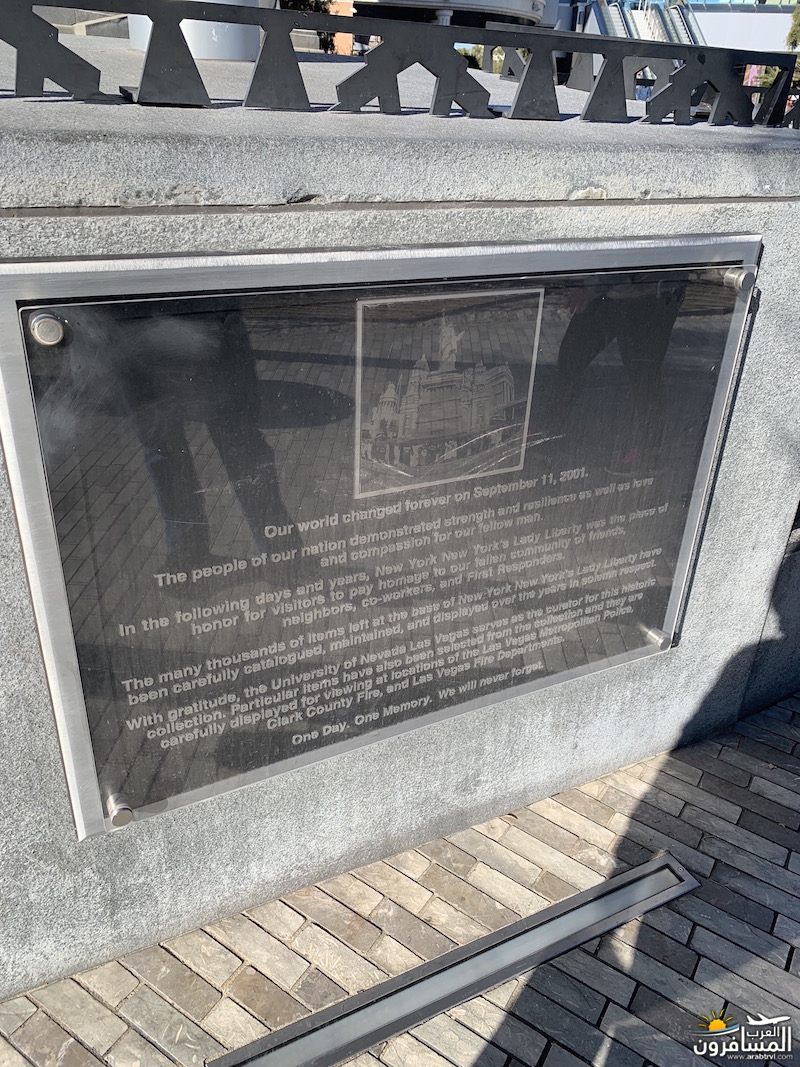 Our world changed forever on September 11, 2001.
The people of our nation demonstrated strength and resilience as well as love
and compassion for our fellow man.
In the following days and years, New York New York's Lady Liberty was the place of
honor for visitors to pay homage to our fallen community of friends,
neighbors, co-workers, and First Responders.
The many thousands of items left at the base of New York New York's Lady Liberty have
been carefully catalogued, maintained, and displayed over the years in solemn respect.
With gratitude, the University of Nevada Las Vegas serves as the curator for this historic
collection. Particular items have also been selected from the collection and they are
carefully displayed for viewing at locations of the Las Vegas Metropolitan Police,
Clark County Fire, and Las Vegas Fire Departments.
One Day. One Memory. We will never forget.
العرب
المسافرون
www.arabtrvl.com